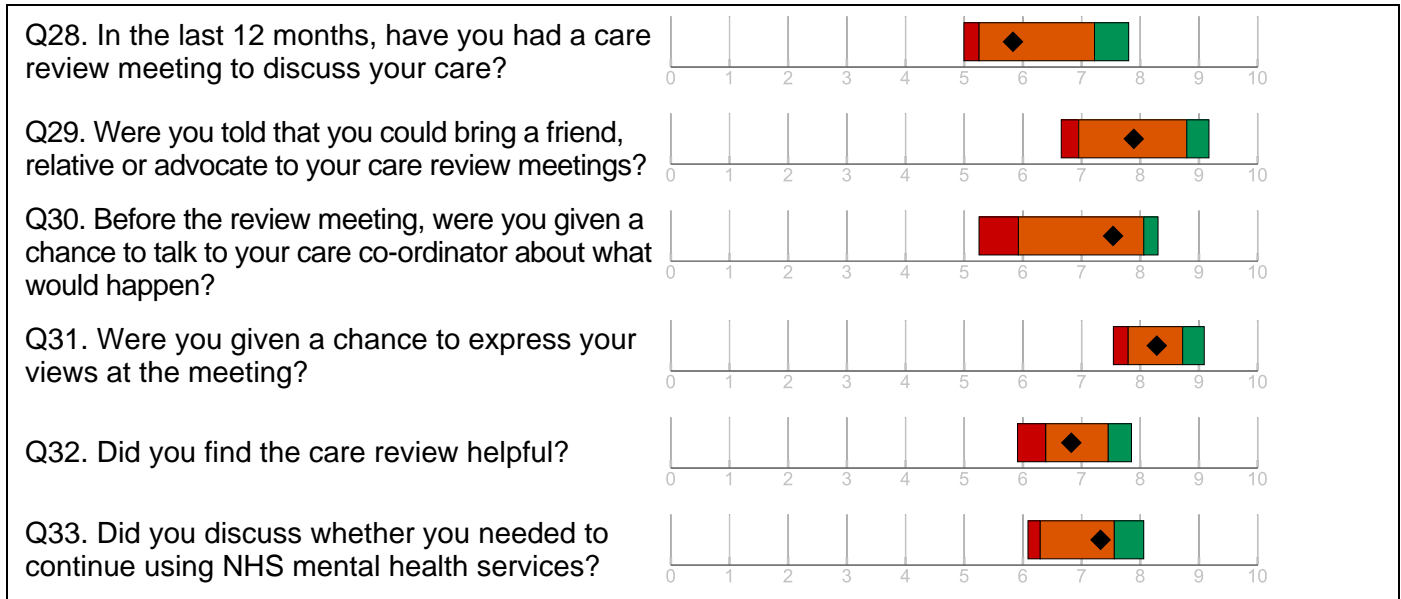 Q28. In the last 12 months, have you had a care
review meeting to discuss your care?
0 1 2 3 4 5 6 7 8 9 10
Q29. Were you told that you could bring a friend,
relative or advocate to your care review meetings?
0 1 2 3 4 5 6 7 8 9 10
Q30. Before the review meeting, were you given a
chance to talk to your care co-ordinator about what
would happen?
0 1 2 3 4 5 6 7 8 9 10
Q31. Were you given a chance to express your
views at the meeting?
0 1 2 3 4 5 6 7 8 9 10
Q32. Did you find the care review helpful?
0 1 2 3 4 5 6 7 8 9 10
Q33. Did you discuss whether you needed to
continue using NHS mental health services?
0 1 2 3 4 5 6 7 8 9 10